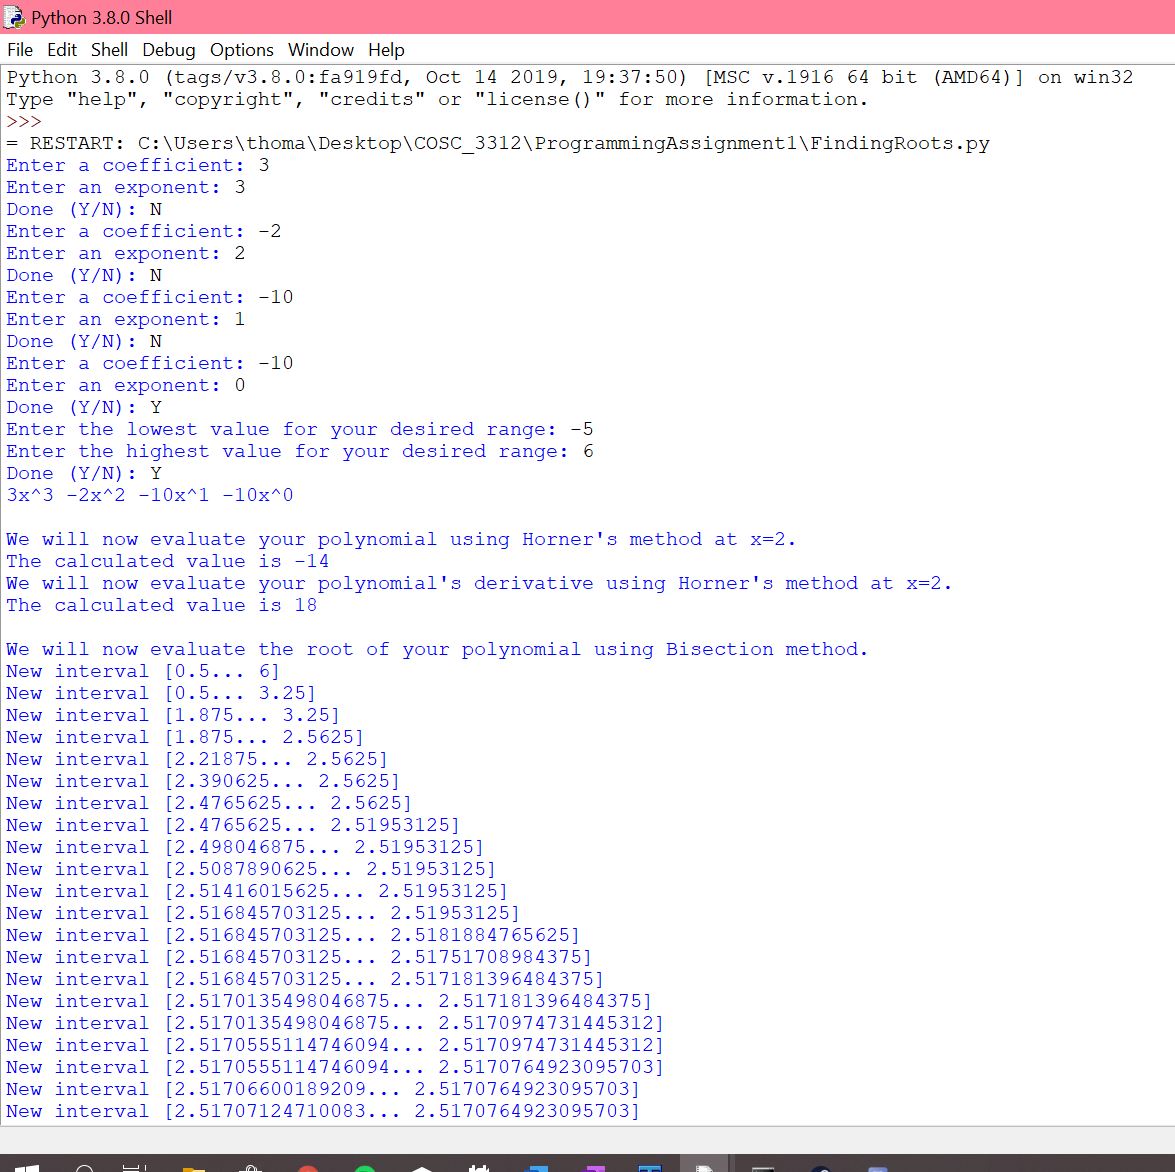 Python 3.8.0 Shell
File Edit Shell Debug Options Window Help
Python 3.8.0 (tags/v3.8.0:fa919fd, Oct 14 2019, 19:37:50) [MSC v.1916 64 bit (AMD64)] on win32
Type "help", "copyright", "credits" or "license()" for more information.
>>>
= RESTART: C:\Users\thoma\Desktop\COSC_3312\ProgrammingAssignment1\FindingRoots.py
Enter a coefficient: 3
Enter an exponent: 3
Done (Y/N): N
Enter a coefficient: -2
Enter an exponent: 2
Done (Y/N): N
Enter a coefficient: -10
Enter an exponent: 1
Done (Y/N): N
Enter a coefficient: -10
Enter an exponent: 0
Done (Y/N): Y
Enter the lowest value for your desired range: -5
Enter the highest value for your desired range: 6
Done (Y/N): Y
3x^3 -2x^2 -10x^1 -10x^0
We will now evaluate your polynomial using Horner's method at x=2.
The calculated value is -14
We will now evaluate your polynomial's derivative using Horner's method at x=2.
The calculated value is 18
We will now evaluate the root of your polynomial using Bisection method.
New interval [0.5... 6]
New interval [0.5... 3.25]
New interval [1.875... 3.25]
New interval [1.875... 2.5625]
New interval [2.21875... 2.5625]
New interval [2.390625... 2.5625]
New interval [2.4765625... 2.5625]
New interval [2.4765625... 2.51953125]
New interval [2.498046875... 2.51953125]
New interval [2.5087890625... 2.51953125]
New interval [2.51416015625... 2.51953125]
New interval [2.516845703125... 2.51953125]
New interval [2.516845703125... 2.5181884765625]
New interval [2.516845703125... 2.51751708984375]
New interval [2.516845703125... 2.517181396484375]
New interval [2.5170135498046875... 2.517181396484375]
New interval [2.5170135498046875... 2.5170974731445312]
New interval [2.5170555114746094... 2.5170974731445312]
New interval [2.5170555114746094... 2.5170764923095703]
New interval [2.51706600189209... 2.5170764923095703]
New interval [2.51707124710083... 2.5170764923095703]